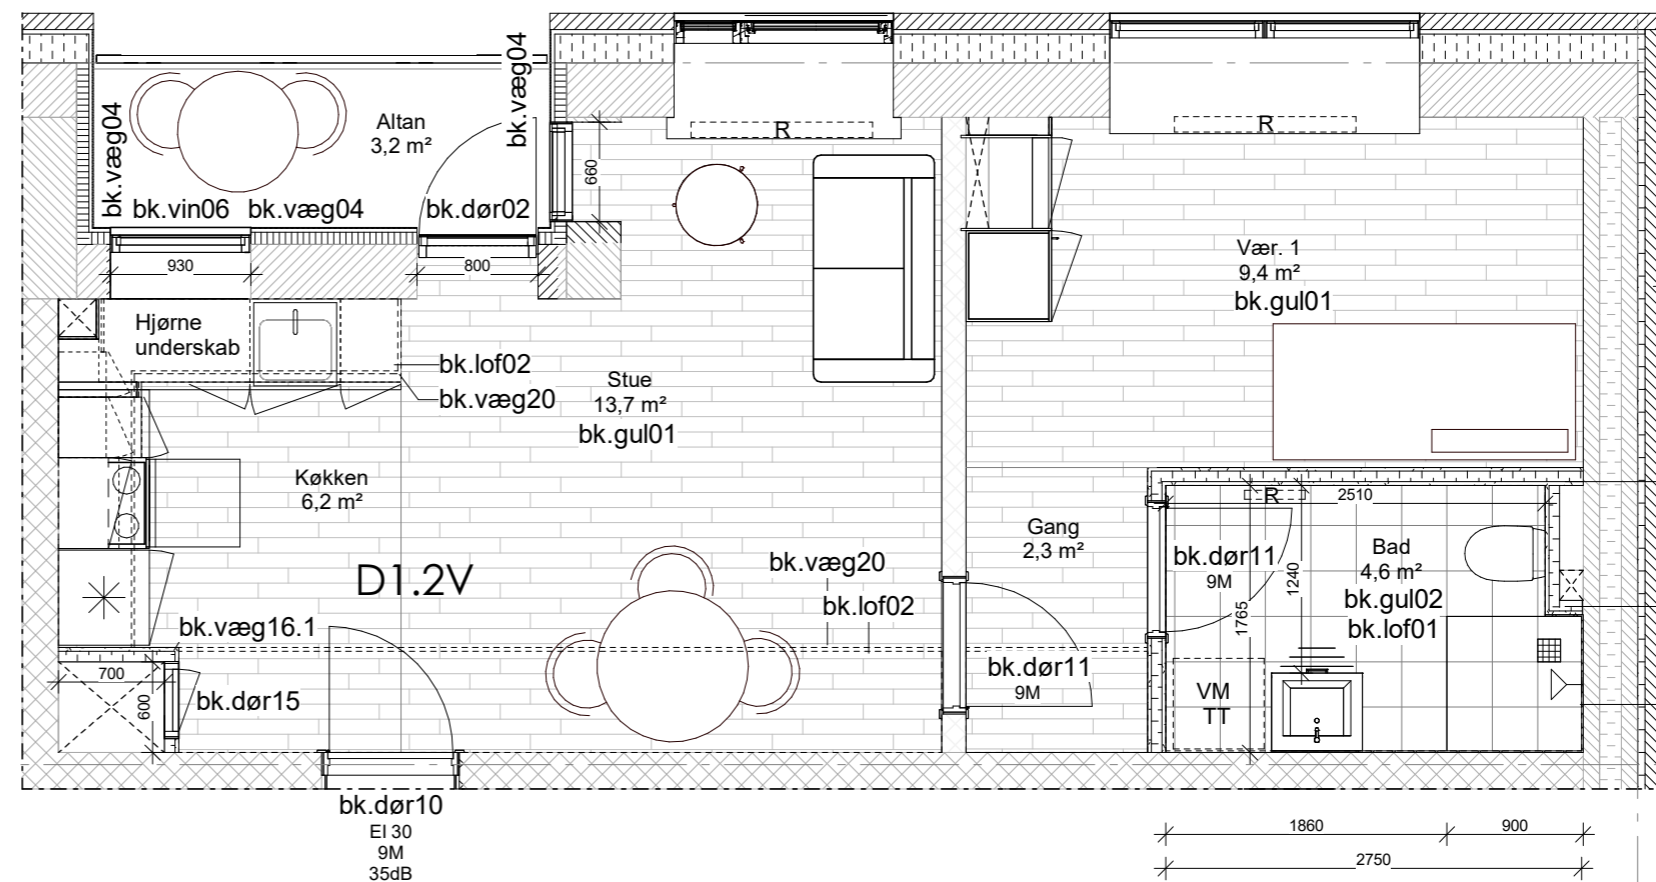 bk.væg04
bk.væg04
Altan
3,2 m²
bk.vin06
bk.væg04
bk.dør02
930
800
660
R
R
Vær. 1
9,4 m²
bk.gul01
Hjørne
underskab
bk.lof02
bk.væg20
Stue
13,7 m²
bk.gul01
Køkken
6,2 m²
D1.2V
bk.væg16.1
700
600
bk.dør15
bk.væg20
bk.lof02
Gang
2,3 m²
bk.dør11
9M
R
2510
bk.dør11
9M
1240
1765
Bad
4,6 m²
bk.gul02
bk.lof01
VM
TT
bk.dør10
EI 30
9M
35dB
1860
900
2750